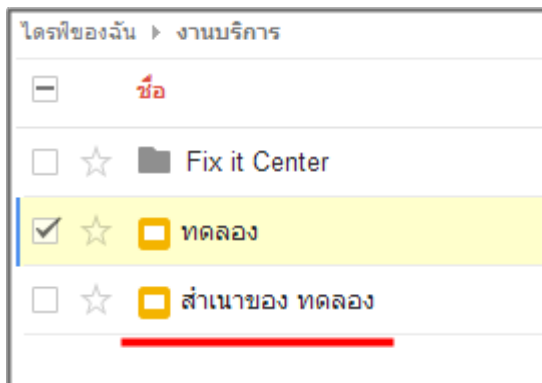 ไดรฟ์ของฉัน ▸ งานบริการ
ชื่อ
Fix it Center
ทดลอง
สำเนาของ ทดลอง